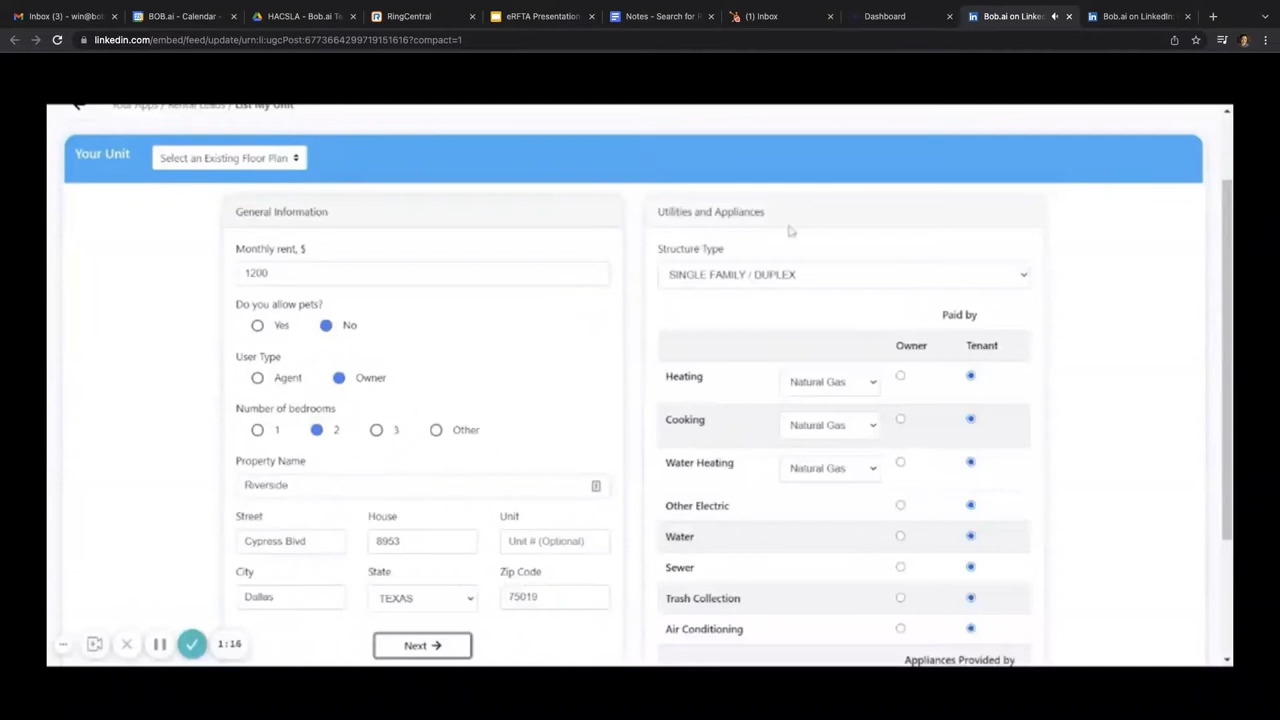 Inbox (3) - win@bob
BOB.ai - Calendar -
HACSLA - Bob.ai Te
RingCentral
eRFTA Presentation
Notes - Search for R
(1) Inbox
Dashboard
Bob.ai on Linked
Bob.ai on LinkedIn:
linkedin.com/embed/feed/update/urn:li:ugcPost:6773664299719151616?compact=1
Your Apps / Rental Leads / List My Unit
Your Unit
Select an Existing Floor Plan
General Information
Monthly rent, $
1200
Do you allow pets?
Yes No
User Type
Agent Owner
Number of bedrooms
1 2 3 Other
Property Name
Riverside
Street House Unit
Cypress Blvd 8953 Unit # (Optional)
City State Zip Code
Dallas TEXAS 75019
Next →
Utilities and Appliances
Structure Type
SINGLE FAMILY / DUPLEX
Paid by
Owner Tenant
Heating Natural Gas
Cooking Natural Gas
Water Heating Natural Gas
Other Electric
Water
Sewer
Trash Collection
Air Conditioning
Appliances Provided by
1:16